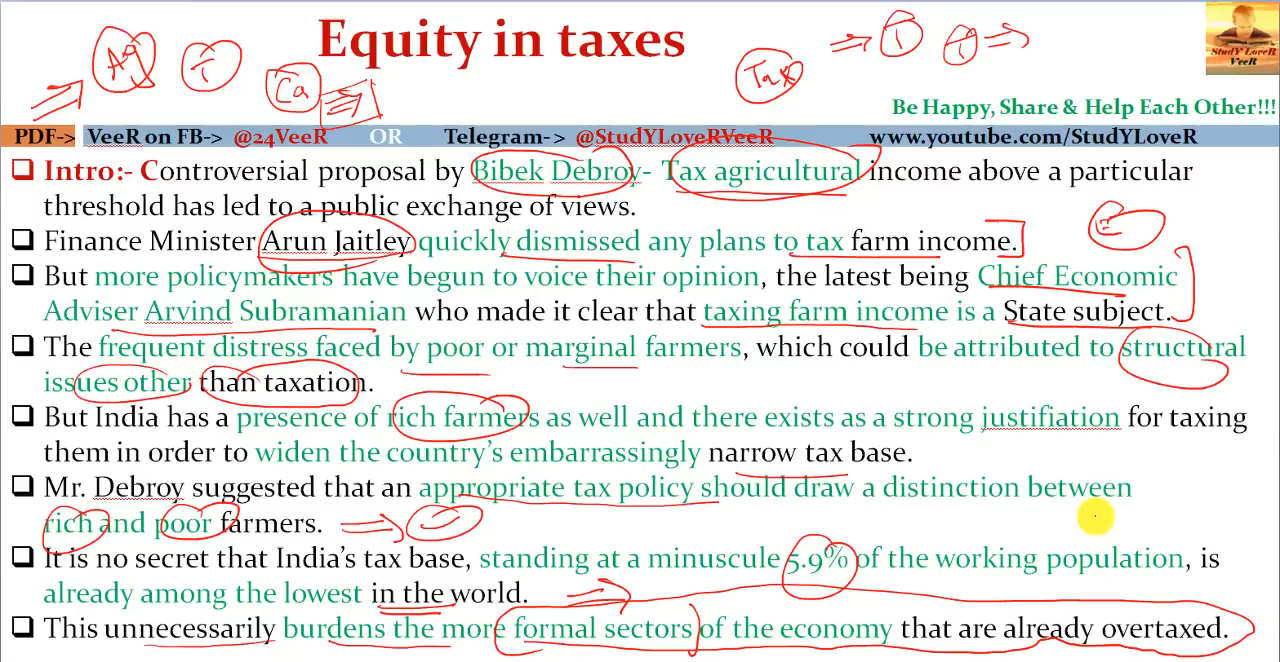 Equity in taxes
Ag
T
Ca
Tax
T
T
StudY LoveR
VeeR
Be Happy, Share & Help Each Other!!!
PDF-> VeeR on FB-> @24VeeR OR Telegram-> @StudYLoveRVeeR www.youtube.com/StudYLoveR
❑ Intro:- Controversial proposal by Bibek Debroy- Tax agricultural income above a particular
threshold has led to a public exchange of views.
❑ Finance Minister Arun Jaitley quickly dismissed any plans to tax farm income.
❑ But more policymakers have begun to voice their opinion, the latest being Chief Economic
Adviser Arvind Subramanian who made it clear that taxing farm income is a State subject.
❑ The frequent distress faced by poor or marginal farmers, which could be attributed to structural
issues other than taxation.
❑ But India has a presence of rich farmers as well and there exists as a strong justifiation for taxing
them in order to widen the country's embarrassingly narrow tax base.
❑ Mr. Debroy suggested that an appropriate tax policy should draw a distinction between
rich and poor farmers.
❑ It is no secret that India's tax base, standing at a minuscule 5.9% of the working population, is
already among the lowest in the world.
❑ This unnecessarily burdens the more formal sectors of the economy that are already overtaxed.